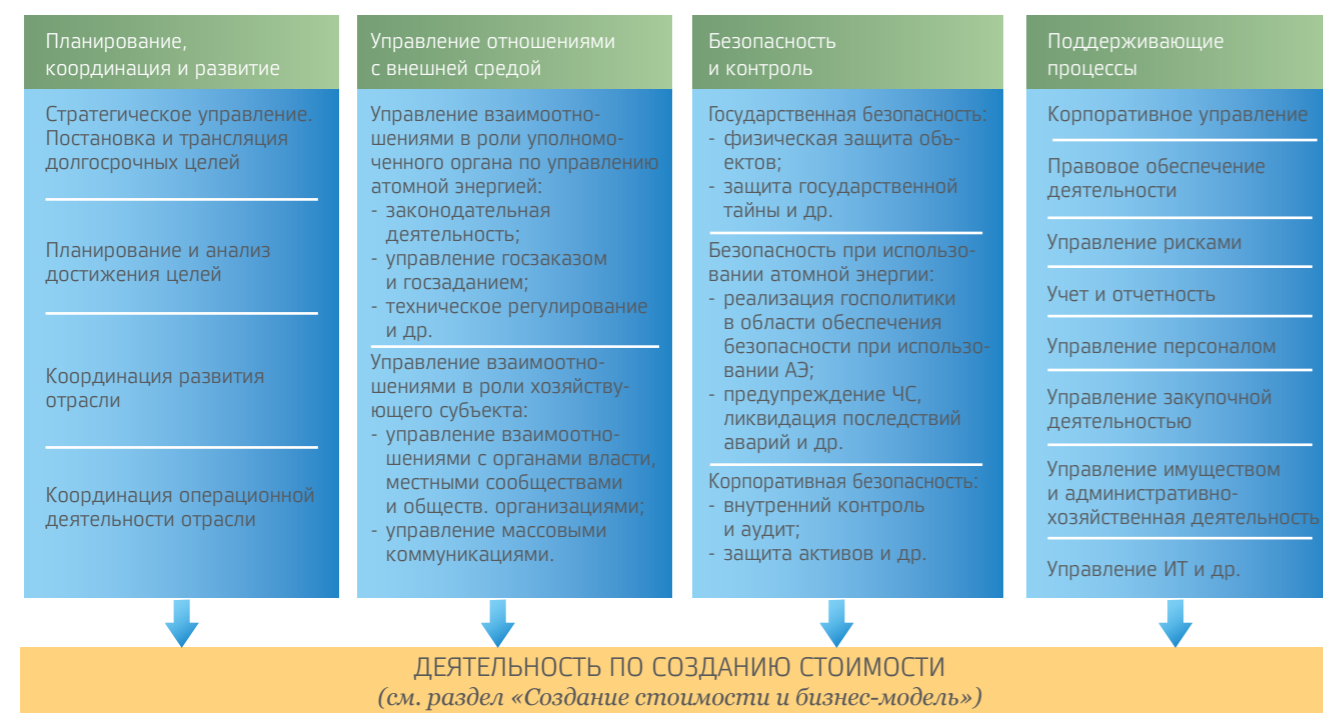 Планирование,
координация и развитие
Стратегическое управление.
Постановка и трансляция
долгосрочных целей
Планирование и анализ
достижения целей
Координация развития
отрасли
Координация операционной
деятельности отрасли
Управление отношениями
с внешней средой
Управление взаимоотно-
шениями в роли уполномо-
ченного органа по управлению
атомной энергией:
- законодательная
деятельность;
- управление госзаказом
и госзаданием;
- техническое регулирование
и др.
Управление взаимоотно-
шениями в роли хозяйству-
ющего субъекта:
- управление взаимоотно-
шениями с органами власти,
местными сообществами
и обществ. организациями;
- управление массовыми
коммуникациями.
Безопасность
и контроль
Государственная безопасность:
- физическая защита объ-
ектов;
- защита государственной
тайны и др.
Безопасность при использо-
вании атомной энергии:
- реализация госполитики
в области обеспечения
безопасности при использо-
вании АЭ;
- предупреждение ЧС,
ликвидация последствий
аварий и др.
Корпоративная безопасность:
- внутренний контроль
и аудит;
- защита активов и др.
Поддерживающие
процессы
Корпоративное управление
Правовое обеспечение
деятельности
Управление рисками
Учет и отчетность
Управление персоналом
Управление закупочной
деятельностью
Управление имуществом
и административно-
хозяйственная деятельность
Управление ИТ и др.
ДЕЯТЕЛЬНОСТЬ ПО СОЗДАНИЮ СТОИМОСТИ
(см. раздел «Создание стоимости и бизнес-модель»)